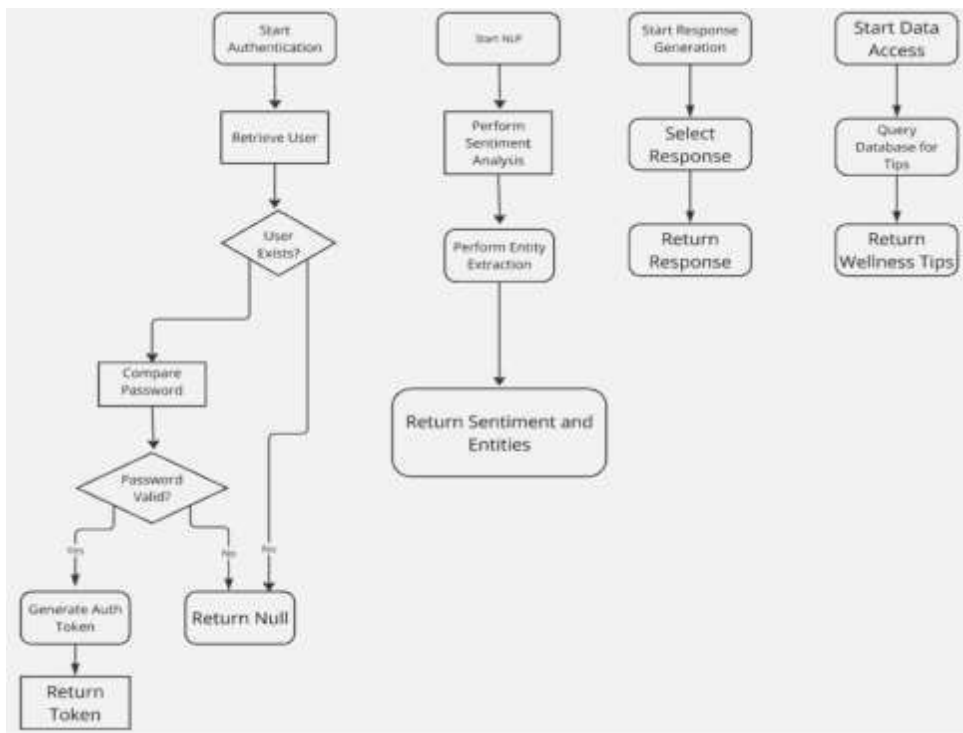 Start
Authentication
Retrieve User
User
Exists?
Compare
Password
Password
Valid?
Yes
No
No
Generate Auth
Token
Return Null
Return
Token
Start NLP
Perform
Sentiment
Analysis
Perform Entity
Extraction
Return Sentiment and
Entities
Start Response
Generation
Select
Response
Return
Response
Start Data
Access
Query
Database for
Tips
Return
Wellness Tips